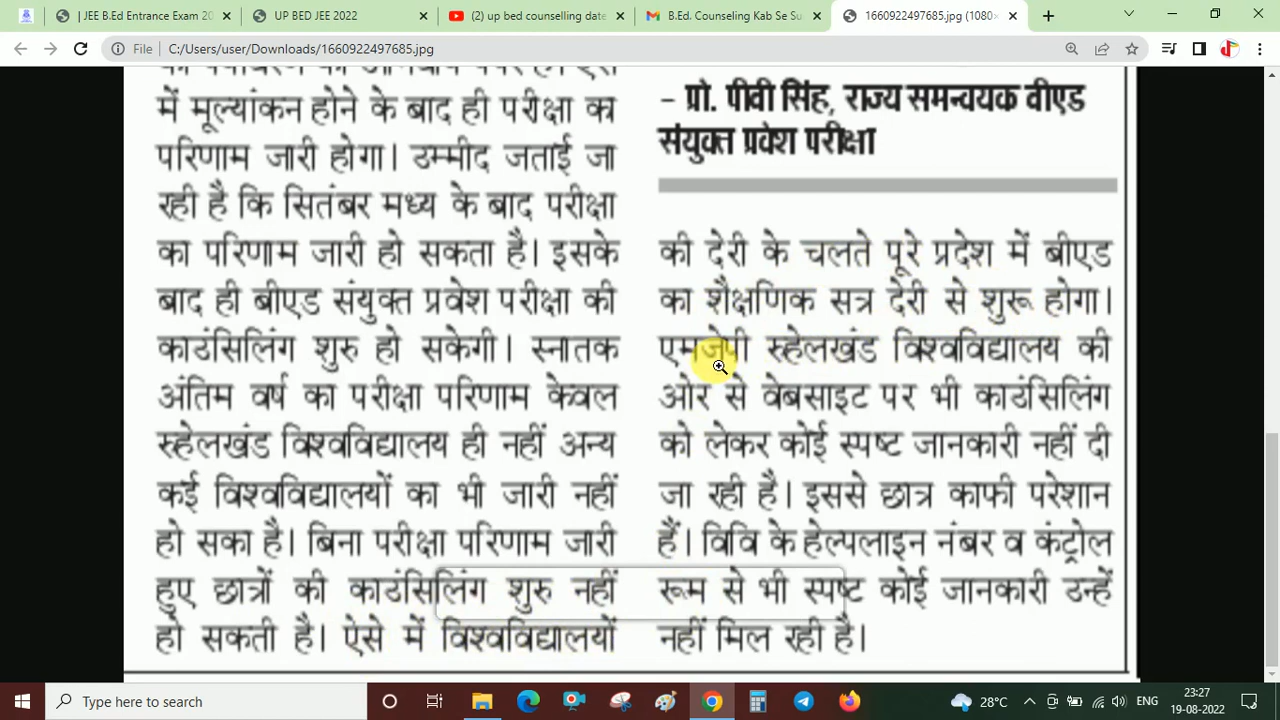 | JEE B.Ed Entrance Exam 20
UP BED JEE 2022
(2) up bed counselling date
B.Ed. Counseling Kab Se Su
1660922497685.jpg (1080×
File
C:/Users/user/Downloads/1660922497685.jpg
में मूल्यांकन होने के बाद ही परीक्षा का
परिणाम जारी होगा। उम्मीद जताई जा
रही है कि सितंबर मध्य के बाद परीक्षा
का परिणाम जारी हो सकता है। इसके
बाद ही बीएड संयुक्त प्रवेश परीक्षा की
काउंसिलिंग शुरु हो सकेगी। स्नातक
अंतिम वर्ष का परीक्षा परिणाम केवल
रुहेलखंड विश्वविद्यालय ही नहीं अन्य
कई विश्वविद्यालयों का भी जारी नहीं
हो सका है। बिना परीक्षा परिणाम जारी
हुए छात्रों की काउंसिलिंग शुरु नहीं
हो सकती है। ऐसे में विश्वविद्यालयों
– प्रो. पीवी सिंह, राज्य समन्वयक बीएड
संयुक्त प्रवेश परीक्षा
की देरी के चलते पूरे प्रदेश में बीएड
का शैक्षणिक सत्र देरी से शुरू होगा।
एमजेपी रुहेलखंड विश्वविद्यालय की
ओर से वेबसाइट पर भी काउंसिलिंग
को लेकर कोई स्पष्ट जानकारी नहीं दी
जा रही है। इससे छात्र काफी परेशान
हैं। विवि के हेल्पलाइन नंबर व कंट्रोल
रूम से भी स्पष्ट कोई जानकारी उन्हें
नहीं मिल रही है।
Type here to search
28°C
ENG
23:27
19-08-2022